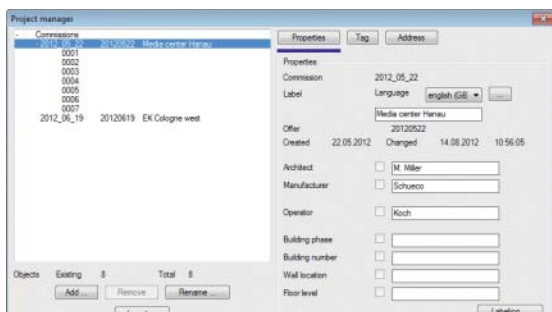 Project manager
- Commissions
- 2012_05_22 20120522 Media center Hanau
0001
0002
0003
0004
0005
0006
0007
2012_06_19 20120619 EK Cologne west
Objects Existing 8 Total 8
Add ... Remove Rename ...
Properties Tag Address
Properties
Commission 2012_05_22
Label Language english (GB) ...
Media center Hanau
Offer 20120522
Created 22.05.2012 Changed 14.08.2012 10:56:05
Architect M. Miller
Manufacturer Schueco
Operator Koch
Building phase
Building number
Wall location
Floor level
Labeling